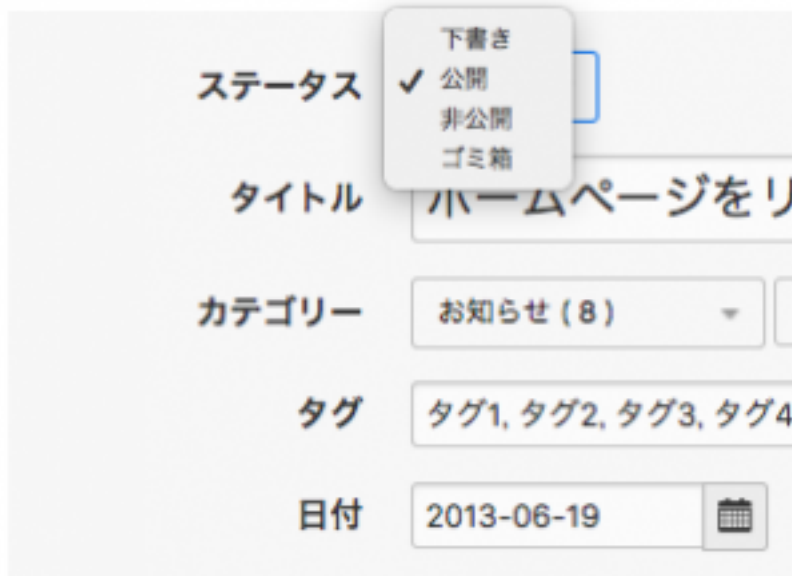 下書き
ステータス ✓ 公開
非公開
ゴミ箱
タイトル ホームページをリ
カテゴリー お知らせ ( 8 )
タグ タグ1, タグ2, タグ3, タグ4
日付 2013-06-19